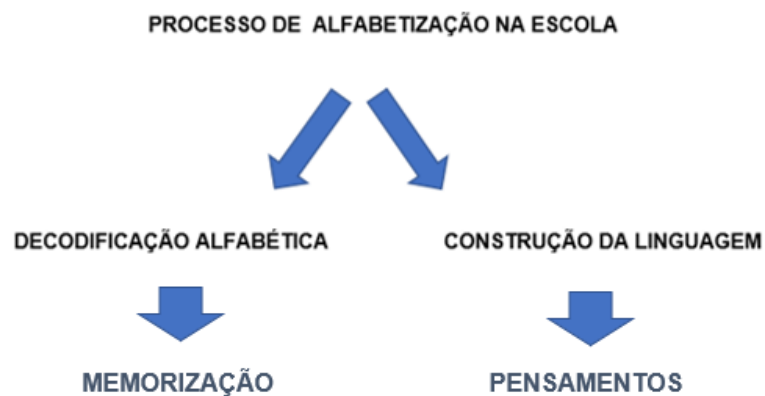 PROCESSO DE ALFABETIZAÇÃO NA ESCOLA
DECODIFICAÇÃO ALFABÉTICA
CONSTRUÇÃO DA LINGUAGEM
MEMORIZAÇÃO
PENSAMENTOS